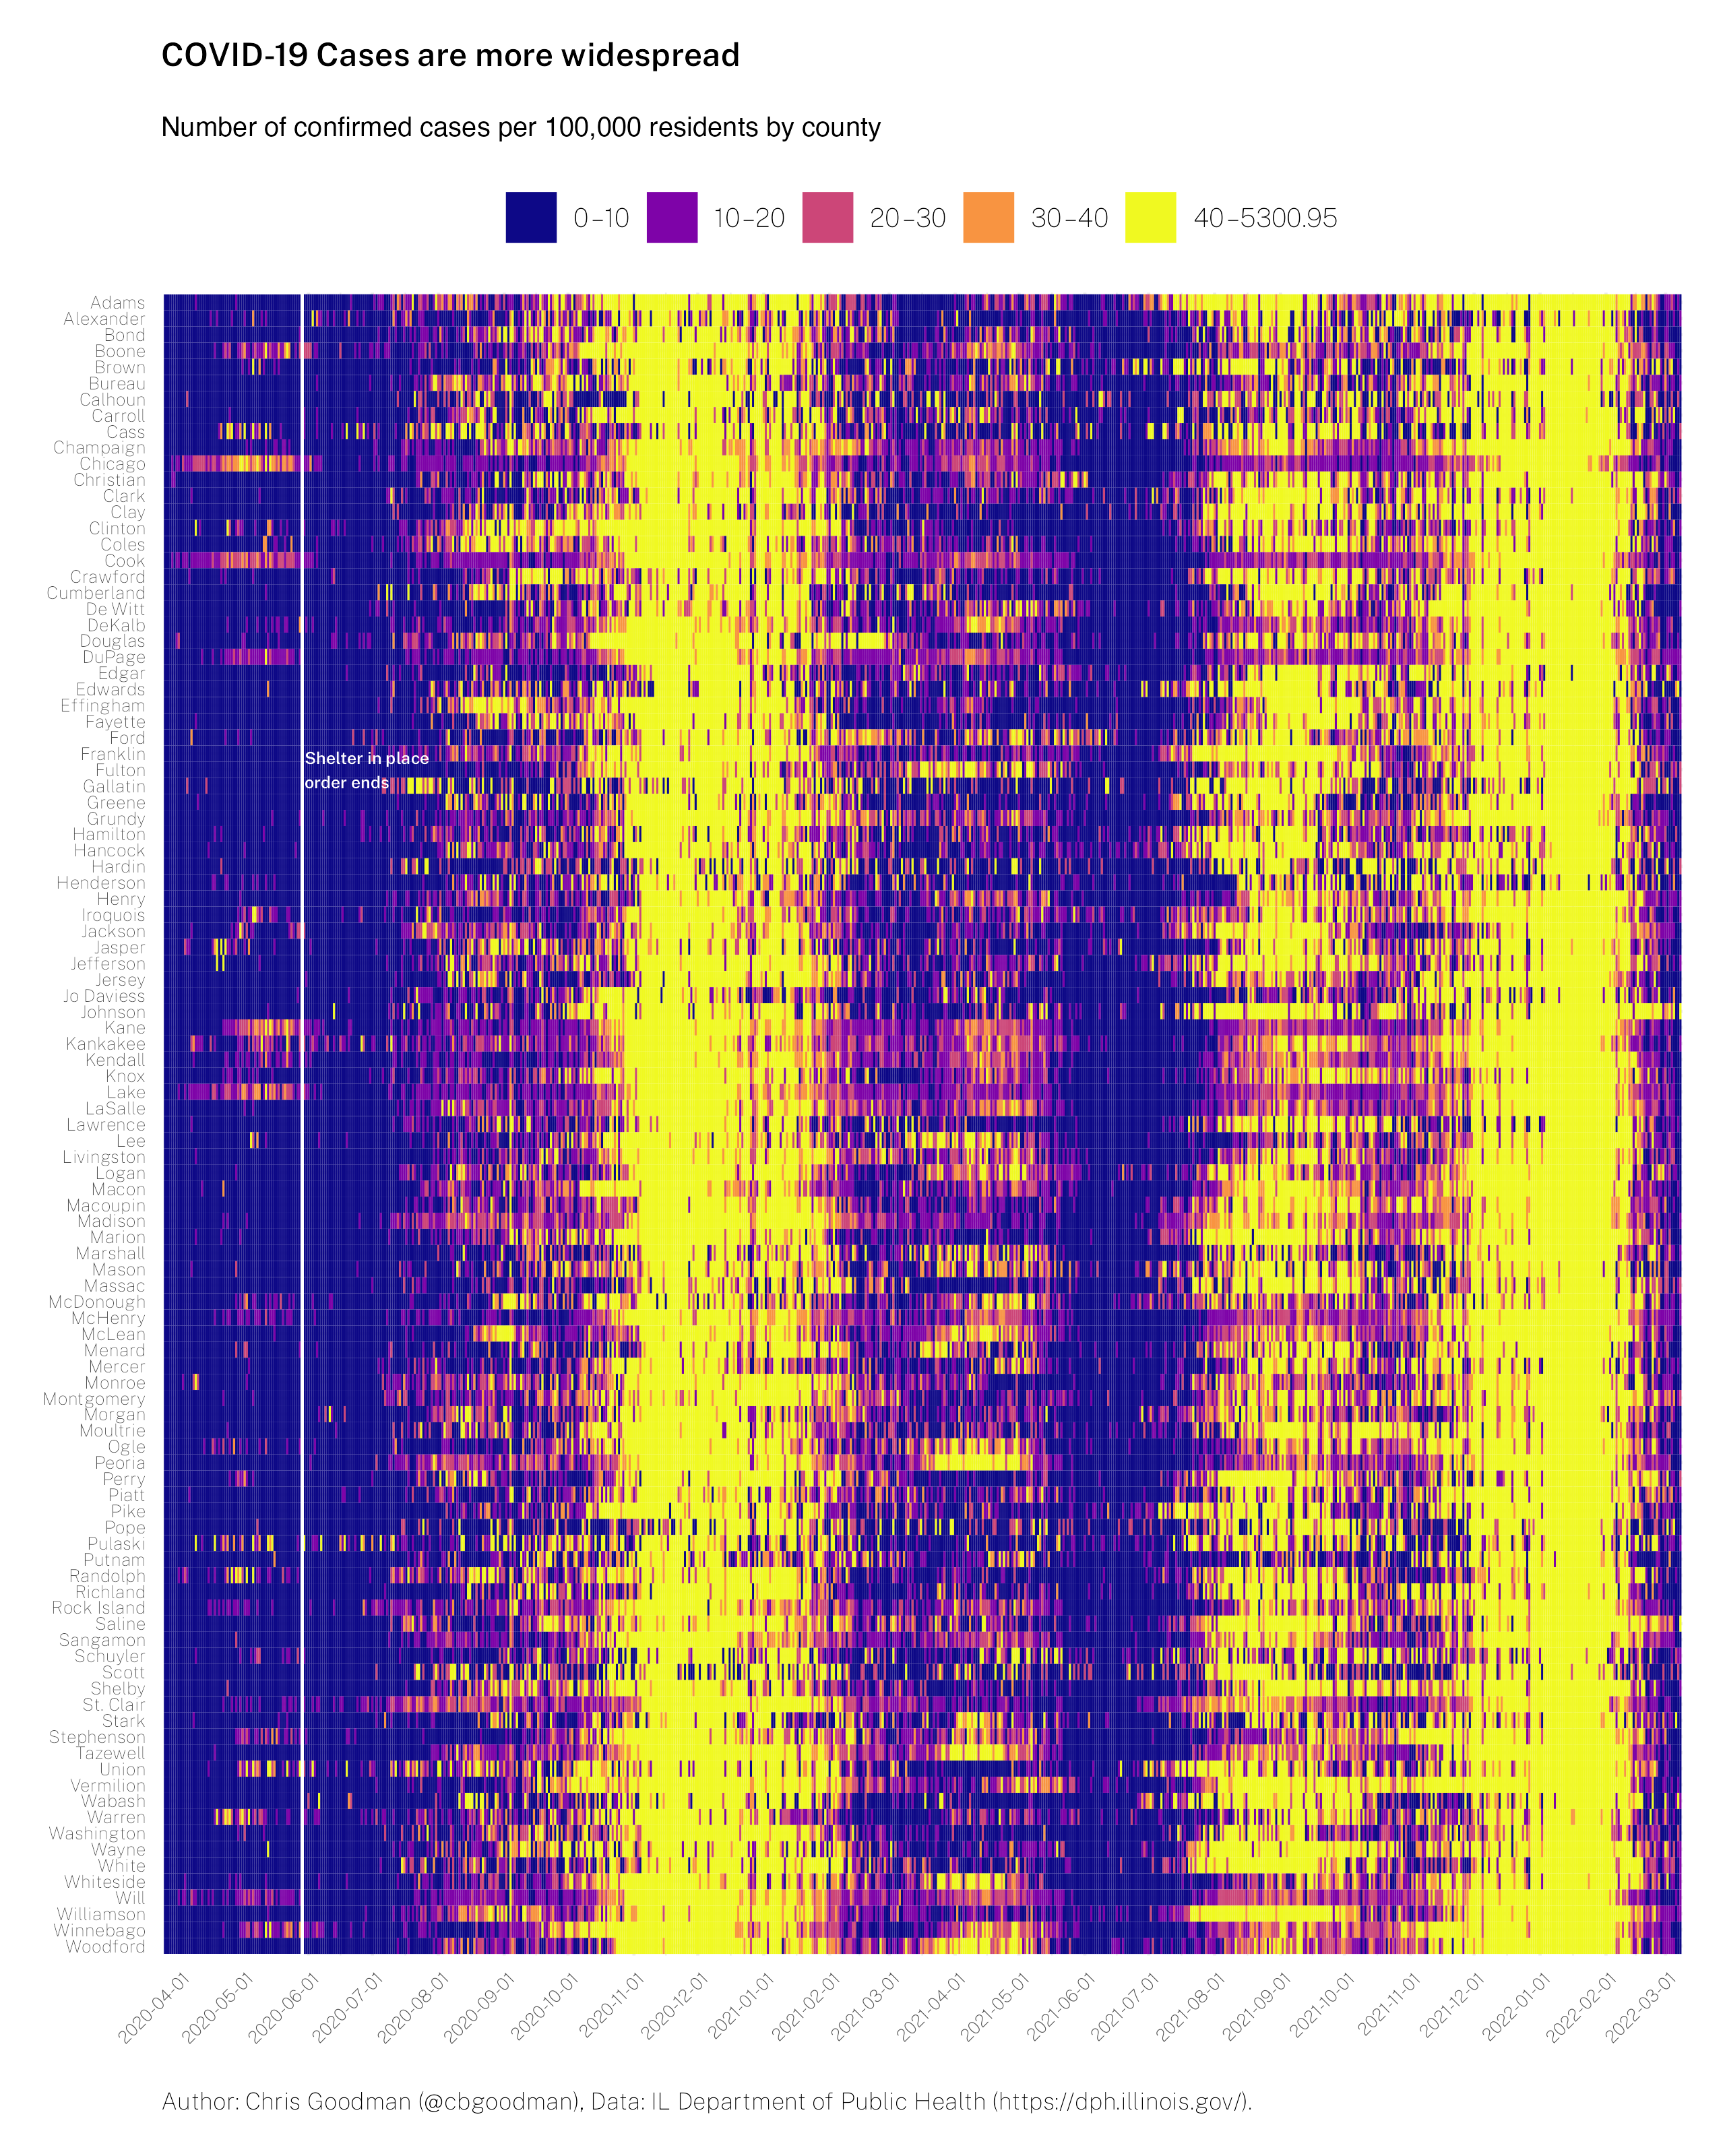 COVID-19 Cases are more widespread
Number of confirmed cases per 100,000 residents by county
0–10 10–20 20–30 30–40 40–5300.95
Adams
Alexander
Bond
Boone
Brown
Bureau
Calhoun
Carroll
Cass
Champaign
Chicago
Christian
Clark
Clay
Clinton
Coles
Cook
Crawford
Cumberland
De Witt
DeKalb
Douglas
DuPage
Edgar
Edwards
Effingham
Fayette
Ford
Franklin
Fulton
Gallatin
Greene
Grundy
Hamilton
Hancock
Hardin
Henderson
Henry
Iroquois
Jackson
Jasper
Jefferson
Jersey
Jo Daviess
Johnson
Kane
Kankakee
Kendall
Knox
Lake
LaSalle
Lawrence
Lee
Livingston
Logan
Macon
Macoupin
Madison
Marion
Marshall
Mason
Massac
McDonough
McHenry
McLean
Menard
Mercer
Monroe
Montgomery
Morgan
Moultrie
Ogle
Peoria
Perry
Piatt
Pike
Pope
Pulaski
Putnam
Randolph
Richland
Rock Island
Saline
Sangamon
Schuyler
Scott
Shelby
St. Clair
Stark
Stephenson
Tazewell
Union
Vermilion
Wabash
Warren
Washington
Wayne
White
Whiteside
Will
Williamson
Winnebago
Woodford
Shelter in place
order ends
2020-04-01
2020-05-01
2020-06-01
2020-07-01
2020-08-01
2020-09-01
2020-10-01
2020-11-01
2020-12-01
2021-01-01
2021-02-01
2021-03-01
2021-04-01
2021-05-01
2021-06-01
2021-07-01
2021-08-01
2021-09-01
2021-10-01
2021-11-01
2021-12-01
2022-01-01
2022-02-01
2022-03-01
Author: Chris Goodman (@cbgoodman), Data: IL Department of Public Health (https://dph.illinois.gov/).